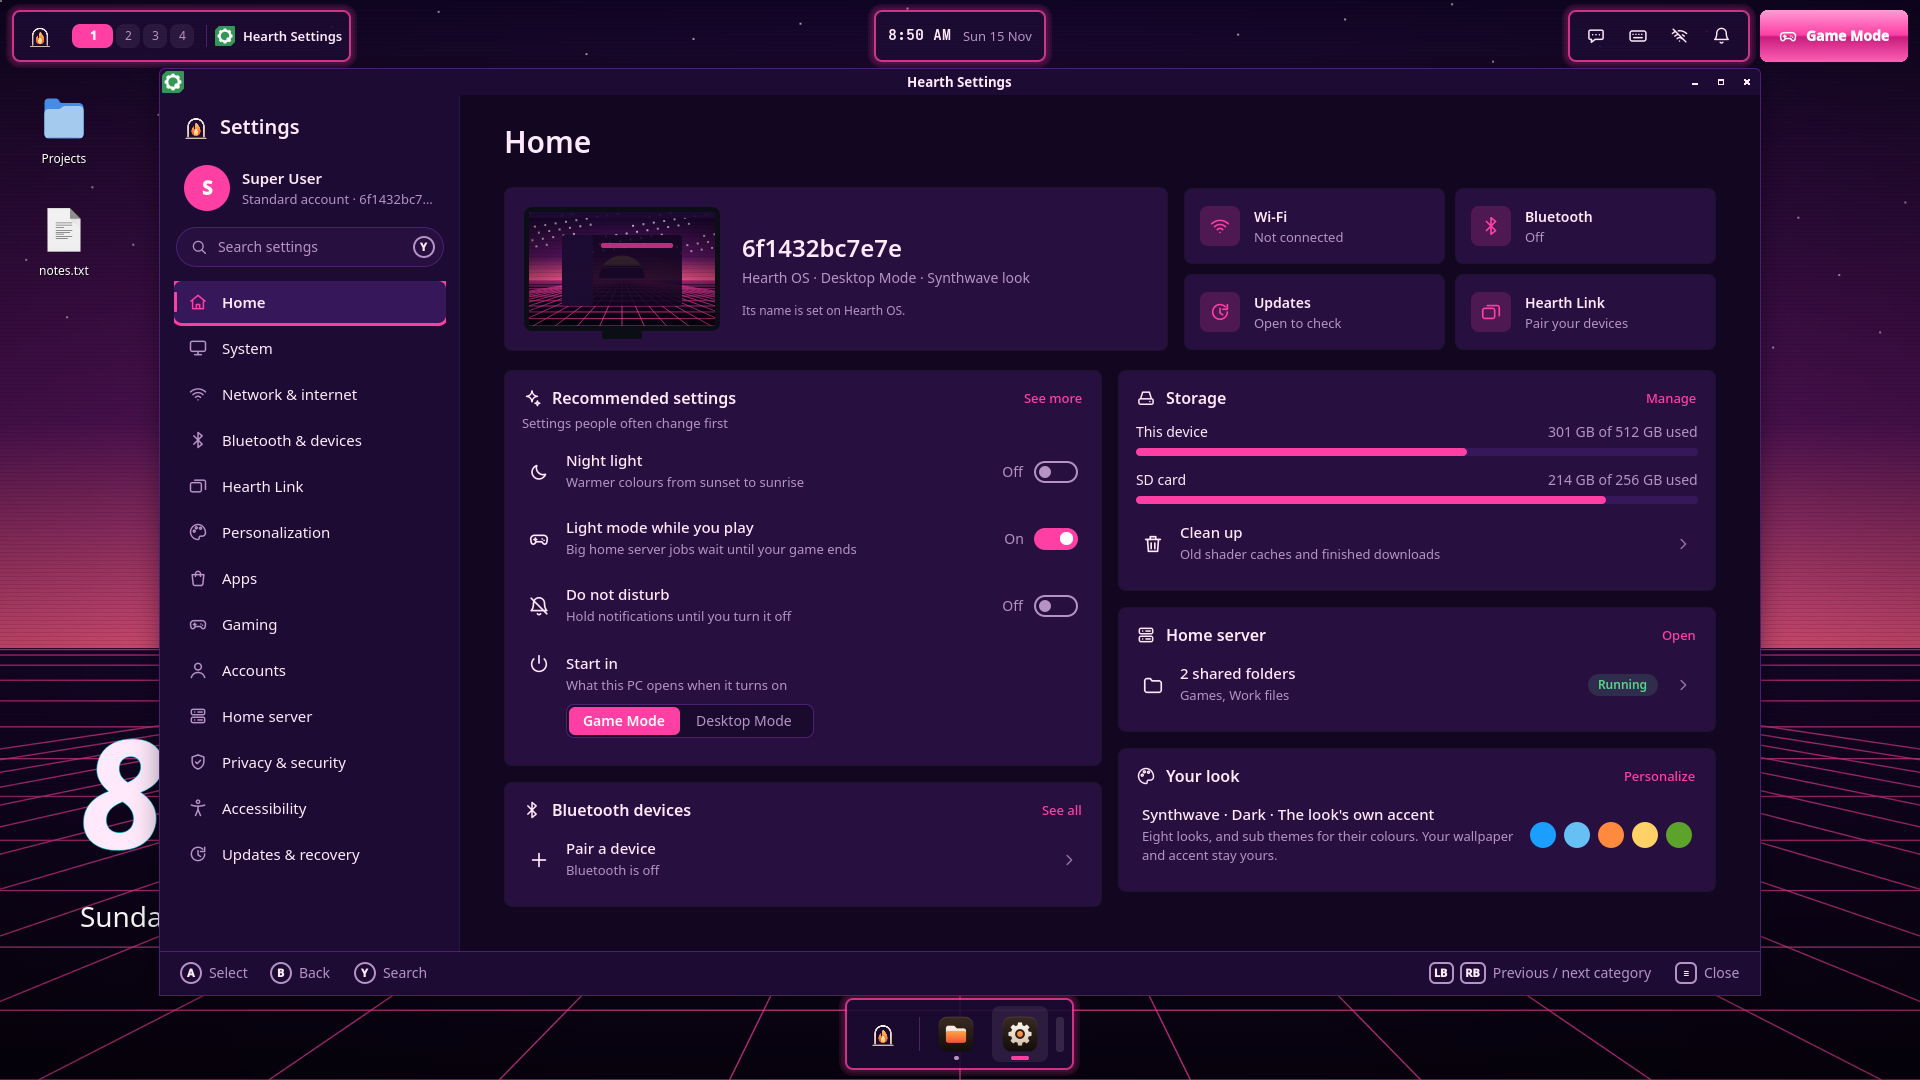 1 2 3 4 Hearth Settings
8:50 AM Sun 15 Nov
Game Mode
Projects
notes.txt
8
Sunda
Hearth Settings
Settings
S
Super User
Standard account · 6f1432bc7...
Search settings Y
Home
System
Network & internet
Bluetooth & devices
Hearth Link
Personalization
Apps
Gaming
Accounts
Home server
Privacy & security
Accessibility
Updates & recovery
Home
6f1432bc7e7e
Hearth OS · Desktop Mode · Synthwave look
Its name is set on Hearth OS.
Wi-Fi
Not connected
Bluetooth
Off
Updates
Open to check
Hearth Link
Pair your devices
Recommended settings See more
Settings people often change first
Night light
Warmer colours from sunset to sunrise
Off
Light mode while you play
Big home server jobs wait until your game ends
On
Do not disturb
Hold notifications until you turn it off
Off
Start in
What this PC opens when it turns on
Game Mode Desktop Mode
Bluetooth devices See all
Pair a device
Bluetooth is off
Storage Manage
This device 301 GB of 512 GB used
SD card 214 GB of 256 GB used
Clean up
Old shader caches and finished downloads
Home server Open
2 shared folders
Games, Work files
Running
Your look Personalize
Synthwave · Dark · The look's own accent
Eight looks, and sub themes for their colours. Your wallpaper
and accent stay yours.
A Select B Back Y Search
LB RB Previous / next category Close